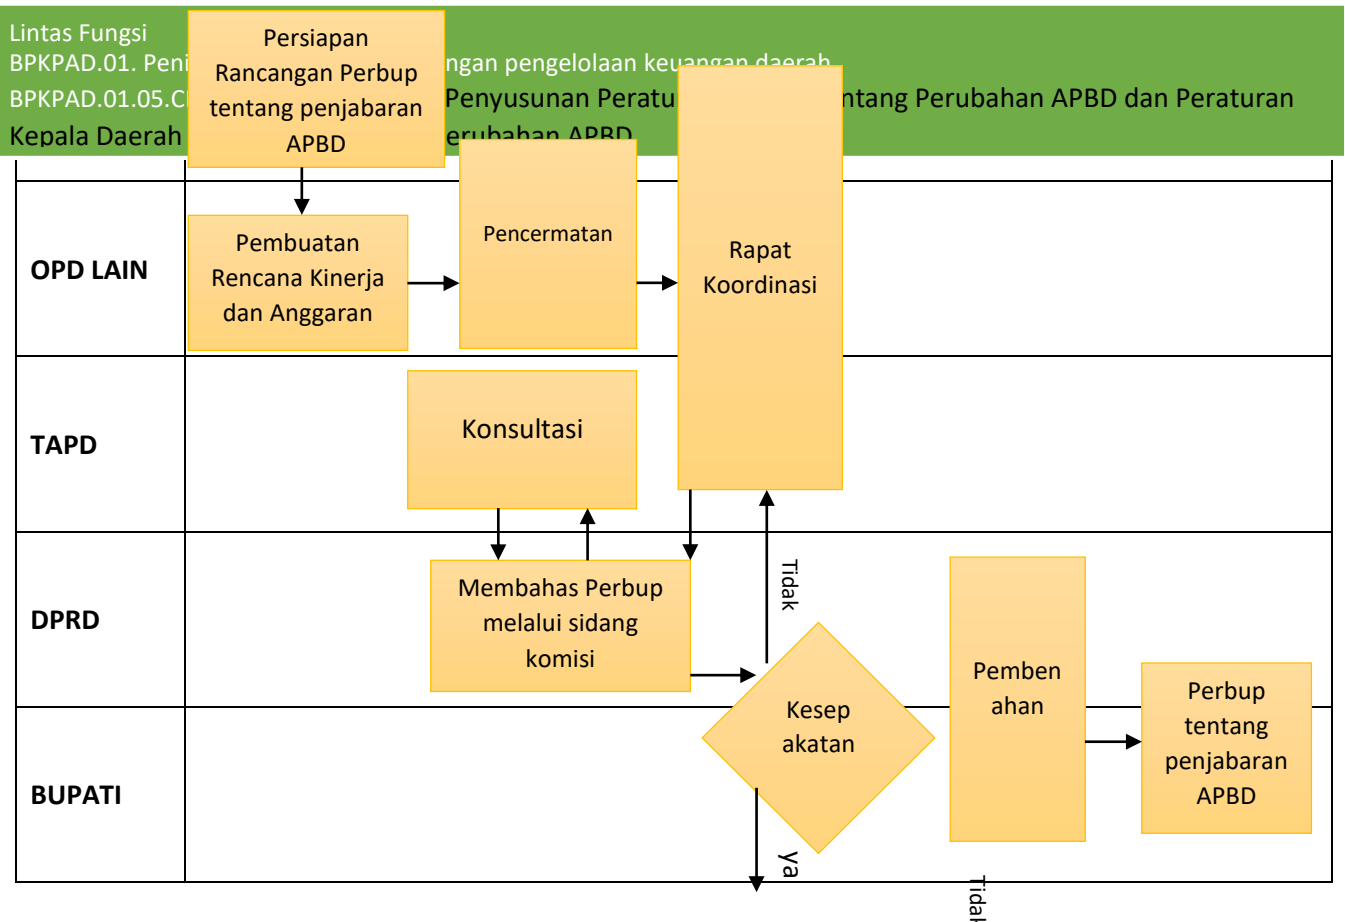 Lintas Fungsi
BPKPAD.01. Peni ngan pengelolaan keuangan daerah
BPKPAD.01.05.C Penyusunan Peratu ntang Perubahan APBD dan Peraturan
Kepala Daerah erubahan APBD
Persiapan
Rancangan Perbup
tentang penjabaran
APBD
OPD LAIN
Pembuatan
Rencana Kinerja
dan Anggaran
Pencermatan
Rapat
Koordinasi
TAPD
Konsultasi
DPRD
Membahas Perbup
melalui sidang
komisi
Tidak
Kesep
akatan
Pemben
ahan
Perbup
tentang
penjabaran
APBD
BUPATI
ya
Tidak